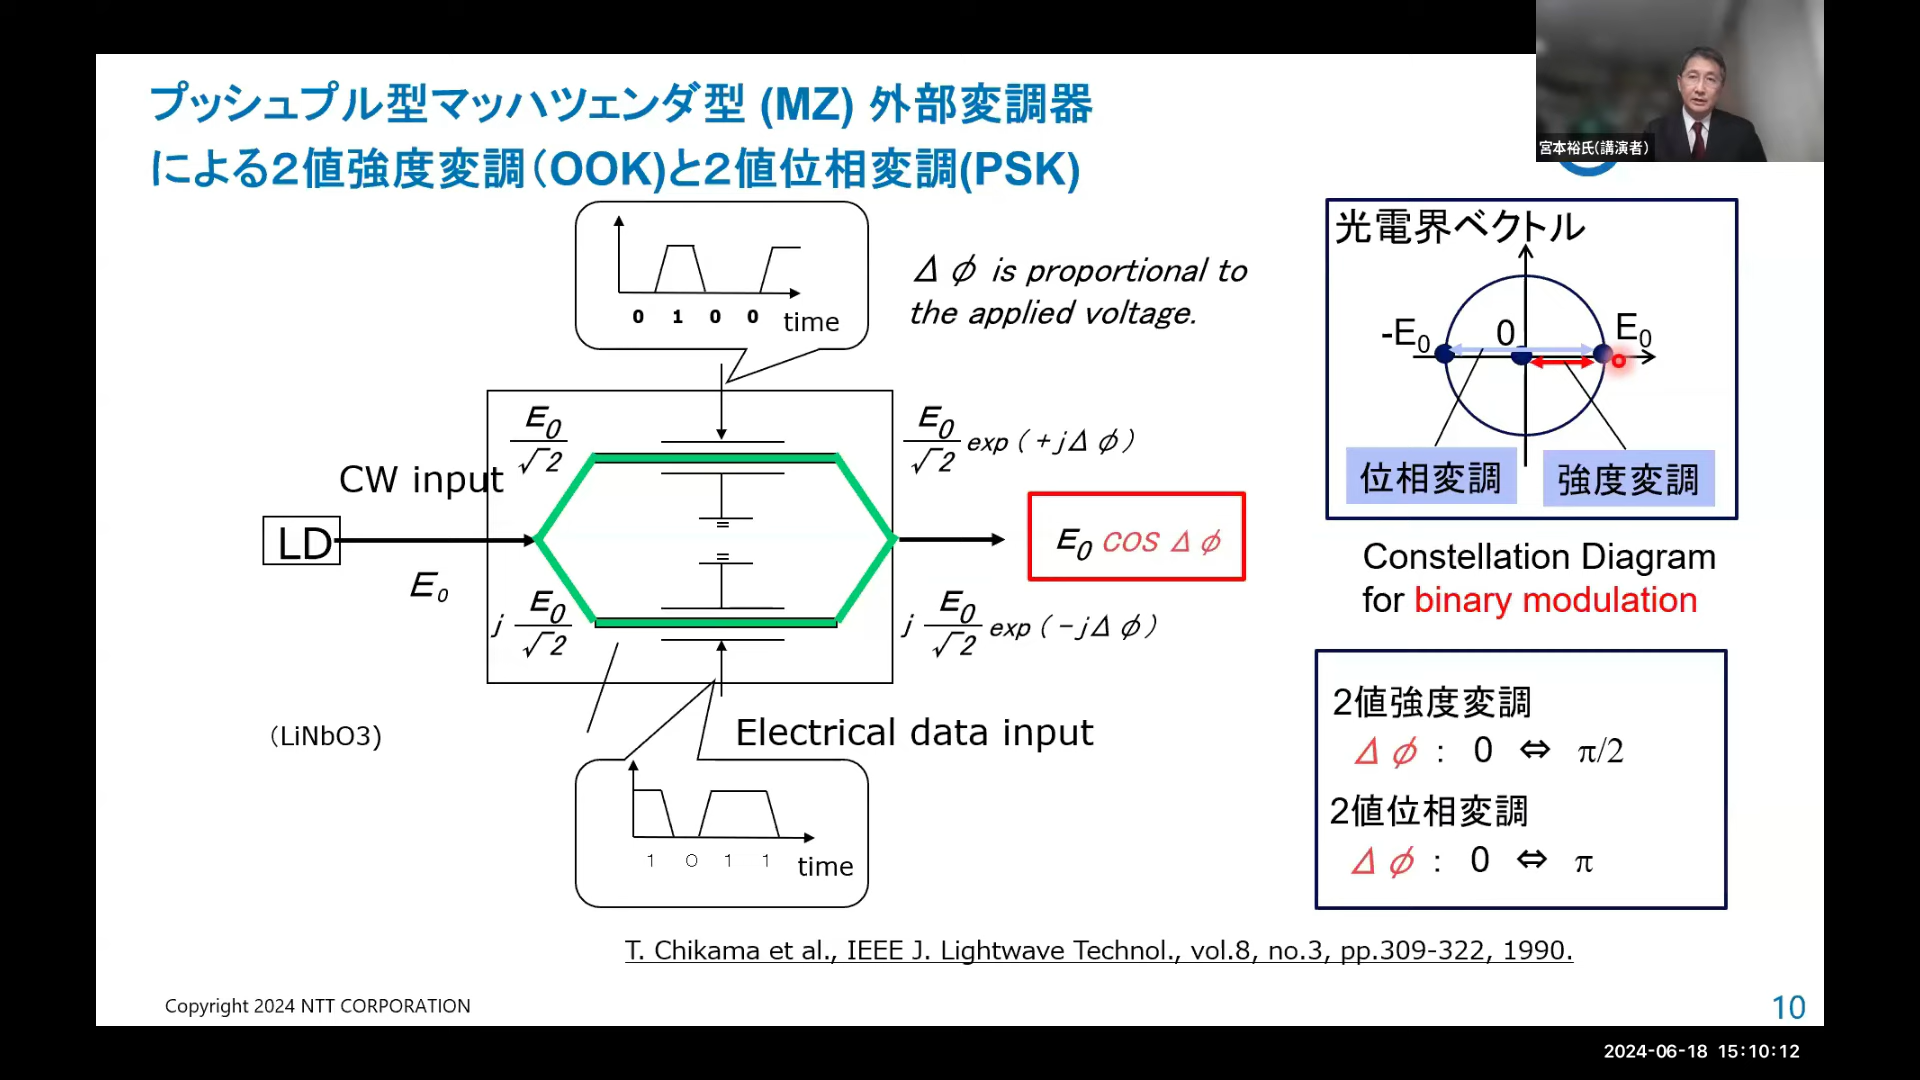 プッシュプル型マッハツェンダ型 (MZ) 外部変調器
による2値強度変調(OOK)と2値位相変調(PSK)
宮本裕氏(講演者)
0 1 0 0 time
Δφ is proportional to
the applied voltage.
光電界ベクトル
-E0 0 E0
位相変調 強度変調
Constellation Diagram
for binary modulation
CW input
LD
E0
E0/√2
E0/√2 exp (+jΔφ)
E0 cos Δφ
j E0/√2
j E0/√2 exp (-jΔφ)
(LiNbO3)
Electrical data input
1 0 1 1 time
2値強度変調
Δφ : 0 ⇔ π/2
2値位相変調
Δφ : 0 ⇔ π
T. Chikama et al., IEEE J. Lightwave Technol., vol.8, no.3, pp.309-322, 1990.
Copyright 2024 NTT CORPORATION
10
2024-06-18 15:10:12